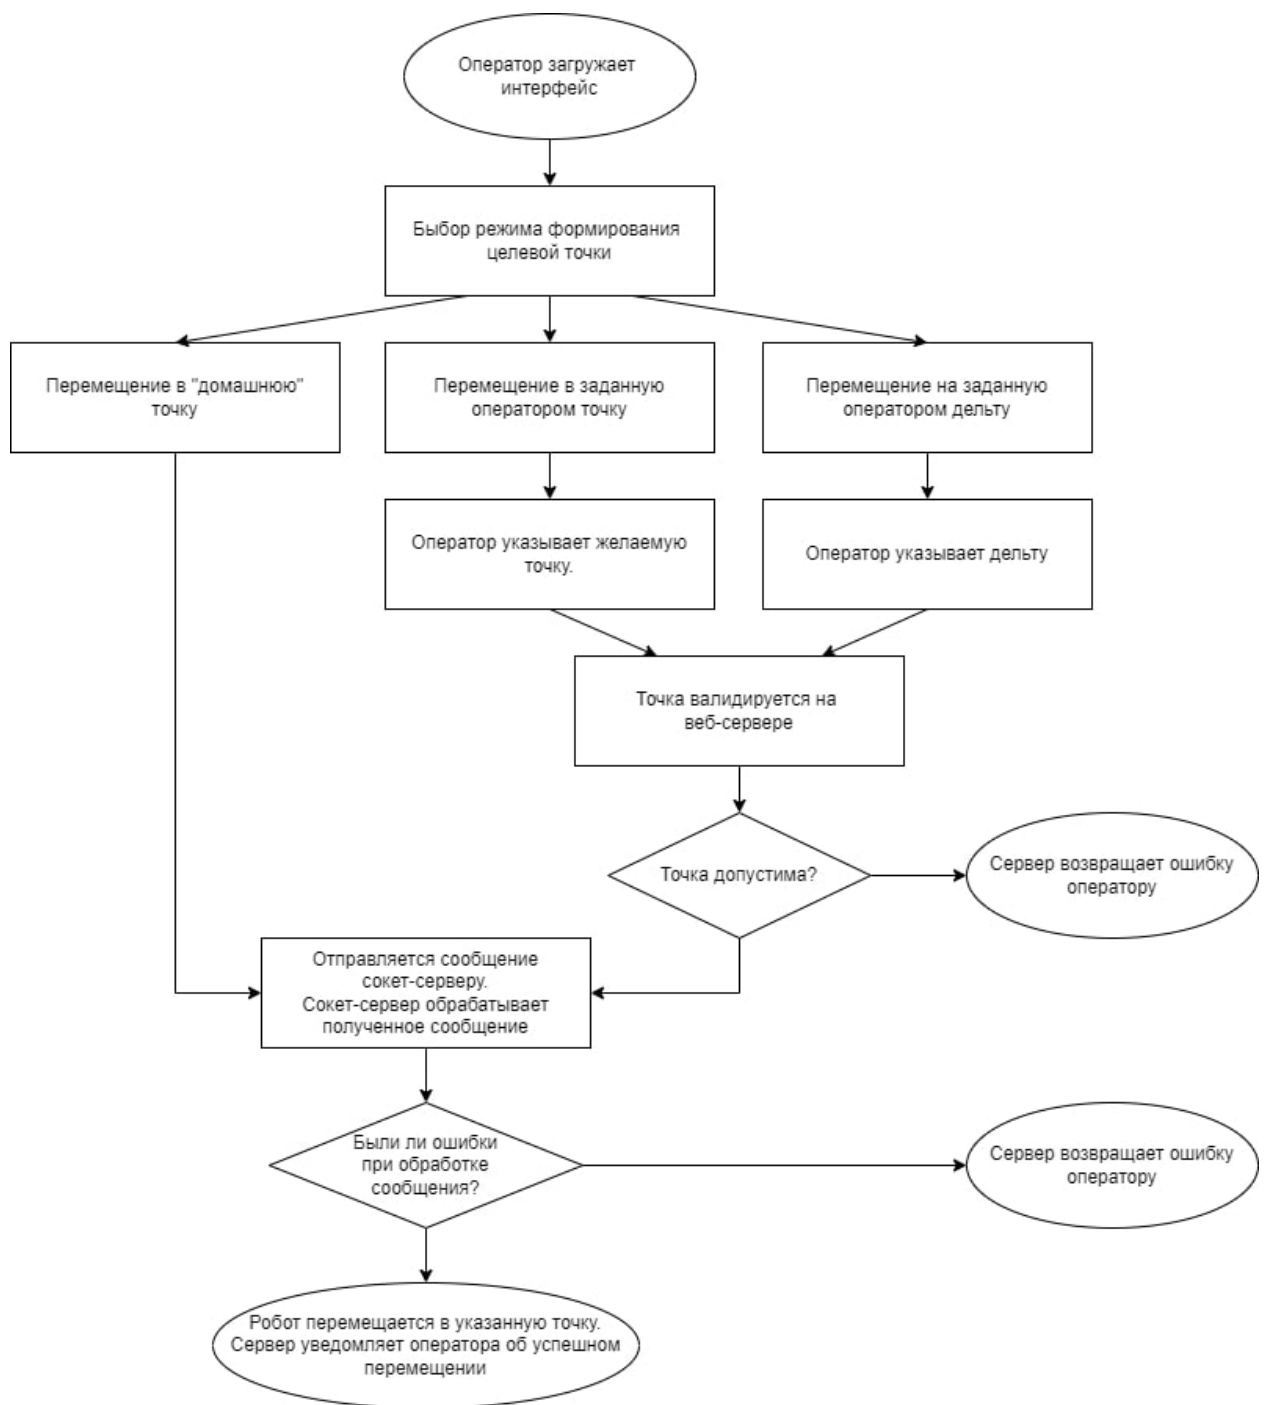 Оператор загружает
интерфейс
Быбор режима формирования
целевой точки
Перемещение в "домашнюю"
точку
Перемещение в заданную
оператором точку
Перемещение на заданную
оператором дельту
Оператор указывает желаемую
точку.
Оператор указывает дельту
Точка валидируется на
веб-сервере
Точка допустима?
Сервер возвращает ошибку
оператору
Отправляется сообщение
сокет-серверу.
Сокет-сервер обрабатывает
полученное сообщение
Были ли ошибки
при обработке
сообщения?
Сервер возвращает ошибку
оператору
Робот перемещается в указанную точку.
Сервер уведомляет оператора об успешном
перемещении